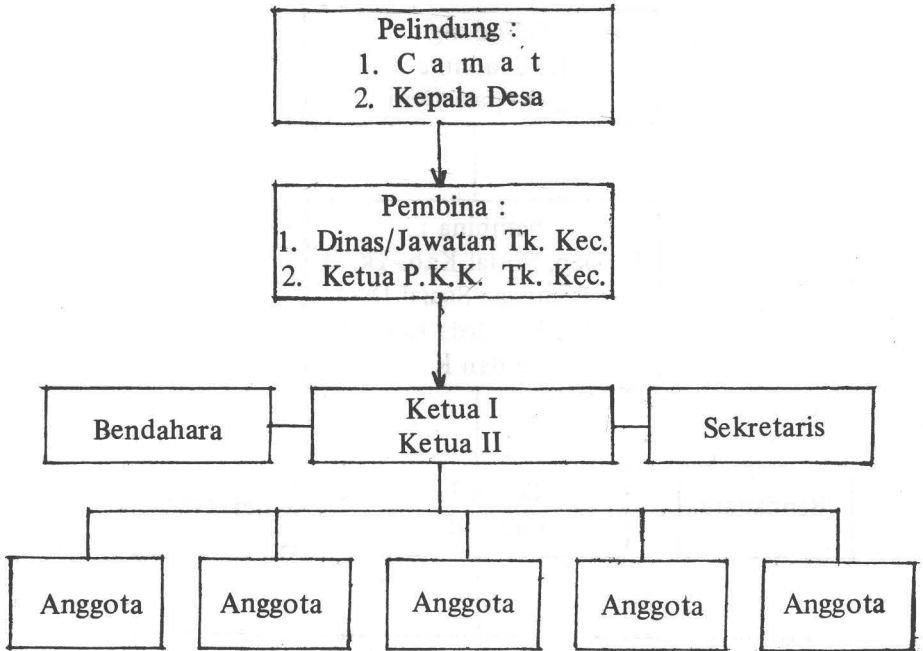 Pelindung :
1. C a m a t
2. Kepala Desa
Pembina :
1. Dinas/Jawatan Tk. Kec.
2. Ketua P.K.K. Tk. Kec.
Bendahara
Ketua I
Ketua II
Sekretaris
Anggota
Anggota
Anggota
Anggota
Anggota